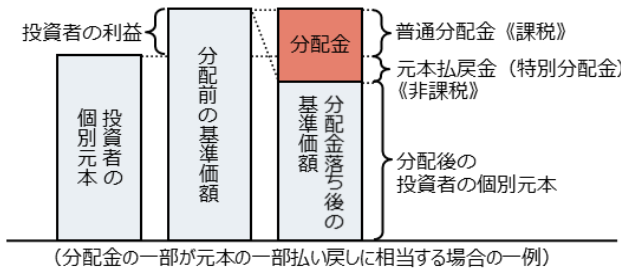 投資者の利益
投資者の
個別元本
分配前の基準価額
分配金
分配金落ち後の
基準価額
普通分配金《課税》
元本払戻金（特別分配金）
《非課税》
分配後の
投資者の個別元本
（分配金の一部が元本の一部払い戻しに相当する場合の一例）